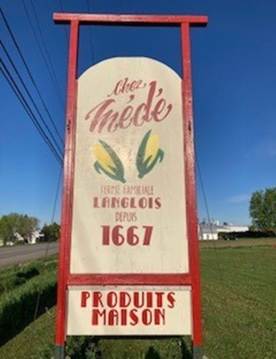 Chez
Médé
FERME FAMILIALE
LANGLOIS
DEPUIS
1667
PRODUITS
MAISON